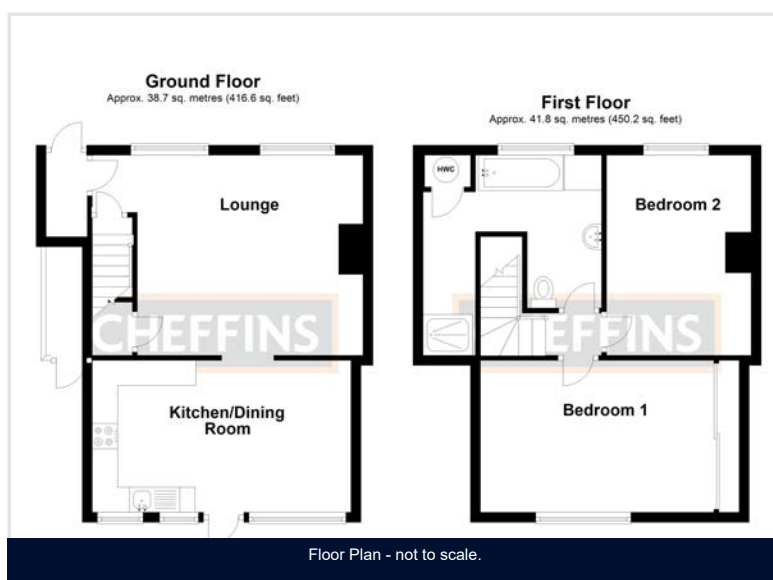 Ground Floor
Approx. 38.7 sq. metres (416.6 sq. feet)
Lounge
CHEFFINS
Kitchen/Dining
Room
First Floor
Approx. 41.8 sq. metres (450.2 sq. feet)
HWC
Bedroom 2
CHEFFINS
Bedroom 1
Floor Plan - not to scale.